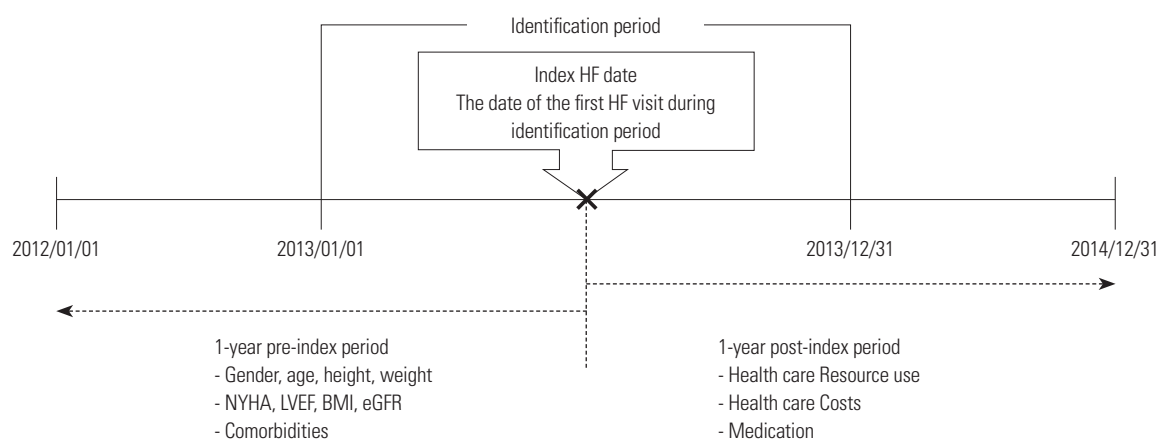 Identification period
Index HF date
The date of the first HF visit during
identification period
2012/01/01
2013/01/01
2013/12/31
2014/12/31
1-year pre-index period
- Gender, age, height, weight
- NYHA, LVEF, BMI, eGFR
- Comorbidities
1-year post-index period
- Health care Resource use
- Health care Costs
- Medication